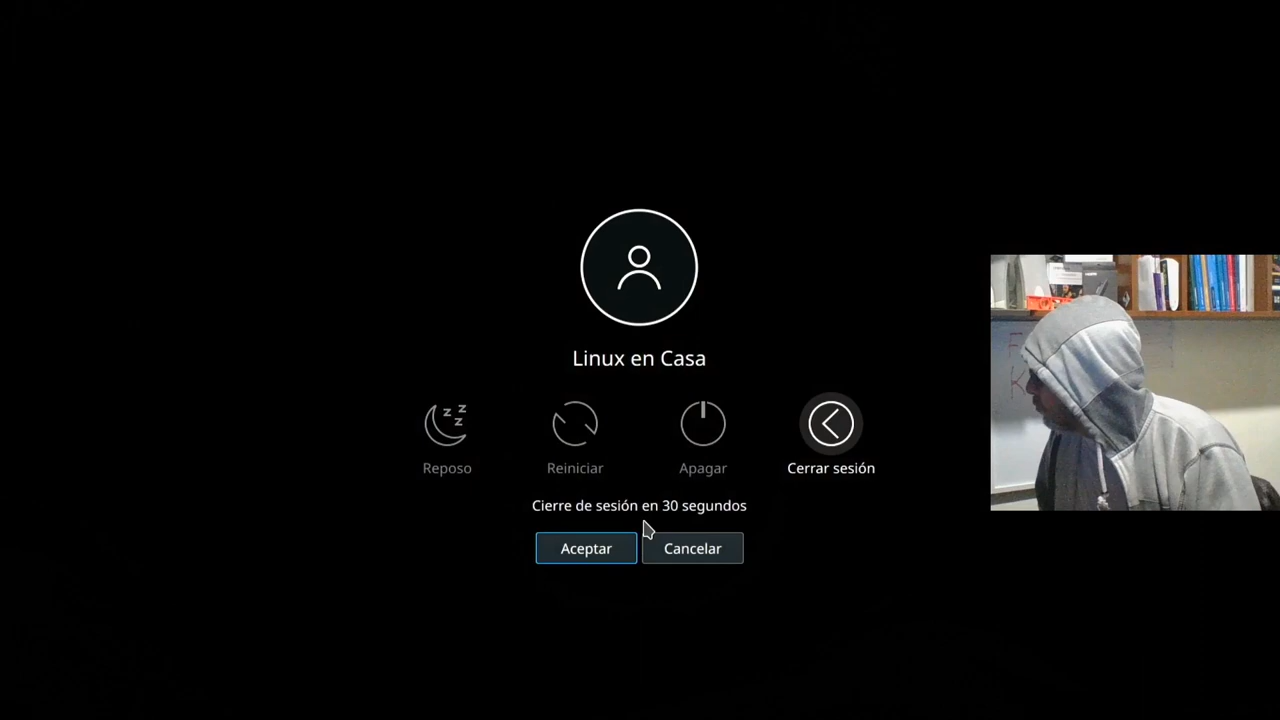 Linux en Casa
Reposo
Reiniciar
Apagar
Cerrar sesión
Cierre de sesión en 30 segundos
Aceptar
Cancelar